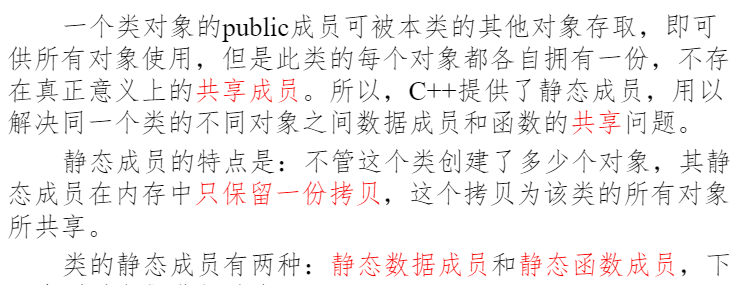 一个类对象的public成员可被本类的其他对象存取，即可
供所有对象使用，但是此类的每个对象都各自拥有一份，不存
在真正意义上的共享成员。所以，C++提供了静态成员，用以
解决同一个类的不同对象之间数据成员和函数的共享问题。
静态成员的特点是：不管这个类创建了多少个对象，其静
态成员在内存中只保留一份拷贝，这个拷贝为该类的所有对象
所共享。
类的静态成员有两种：静态数据成员和静态函数成员，下